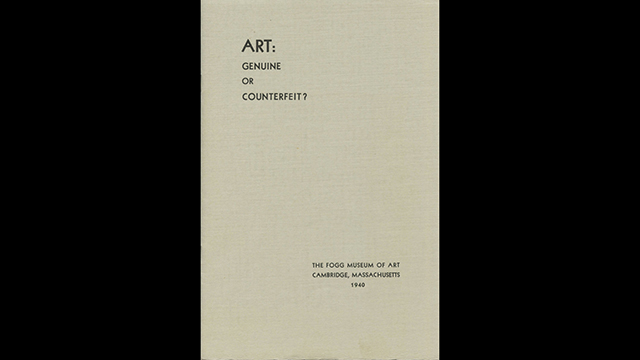 ART:
GENUINE
OR
COUNTERFEIT?
THE FOGG MUSEUM OF ART
CAMBRIDGE, MASSACHUSETTS
1940